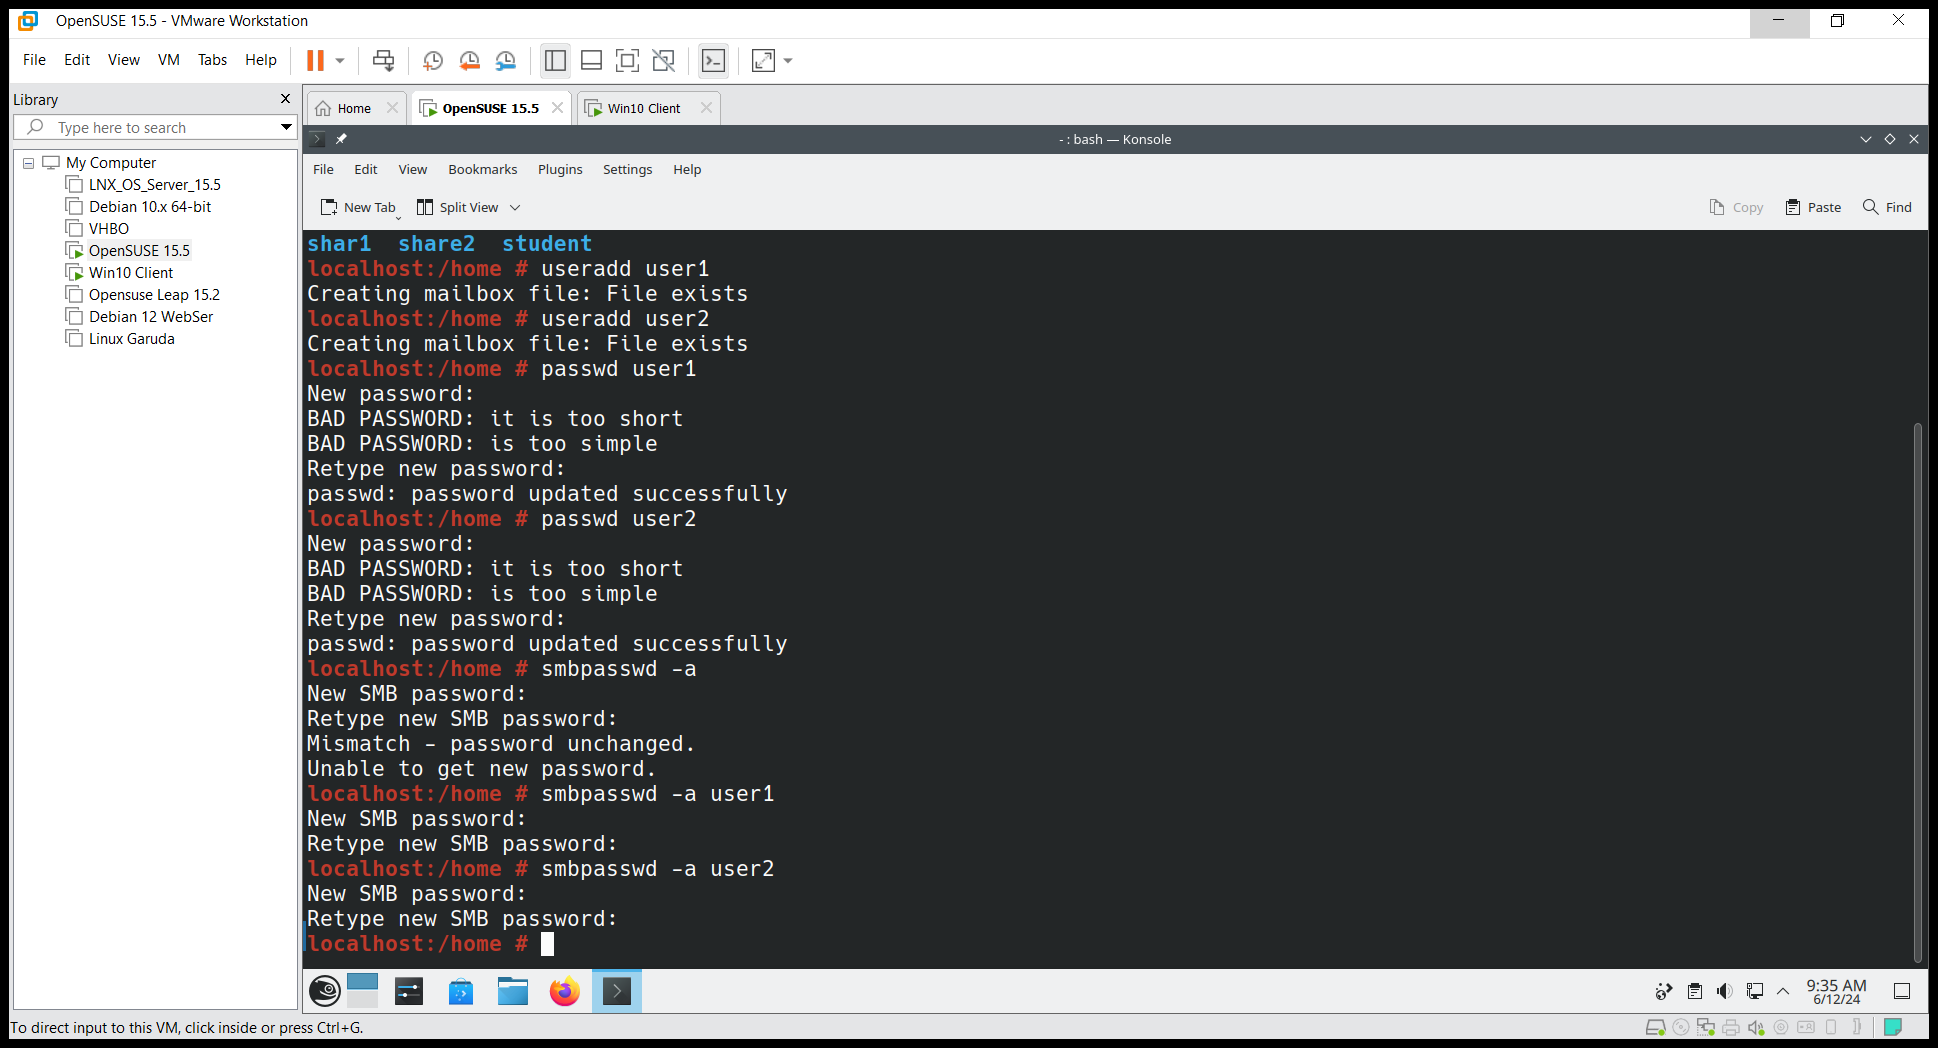 OpenSUSE 15.5 - VMware Workstation
File Edit View VM Tabs Help
Library
Type here to search
My Computer
LNX_OS_Server_15.5
Debian 10.x 64-bit
VHBO
OpenSUSE 15.5
Win10 Client
Opensuse Leap 15.2
Debian 12 WebSer
Linux Garuda
Home OpenSUSE 15.5 Win10 Client
- : bash — Konsole
File Edit View Bookmarks Plugins Settings Help
New Tab Split View Copy Paste Find
shar1 share2 student
localhost:/home # useradd user1
Creating mailbox file: File exists
localhost:/home # useradd user2
Creating mailbox file: File exists
localhost:/home # passwd user1
New password:
BAD PASSWORD: it is too short
BAD PASSWORD: is too simple
Retype new password:
passwd: password updated successfully
localhost:/home # passwd user2
New password:
BAD PASSWORD: it is too short
BAD PASSWORD: is too simple
Retype new password:
passwd: password updated successfully
localhost:/home # smbpasswd -a
New SMB password:
Retype new SMB password:
Mismatch - password unchanged.
Unable to get new password.
localhost:/home # smbpasswd -a user1
New SMB password:
Retype new SMB password:
localhost:/home # smbpasswd -a user2
New SMB password:
Retype new SMB password:
localhost:/home #
9:35 AM
6/12/24
To direct input to this VM, click inside or press Ctrl+G.